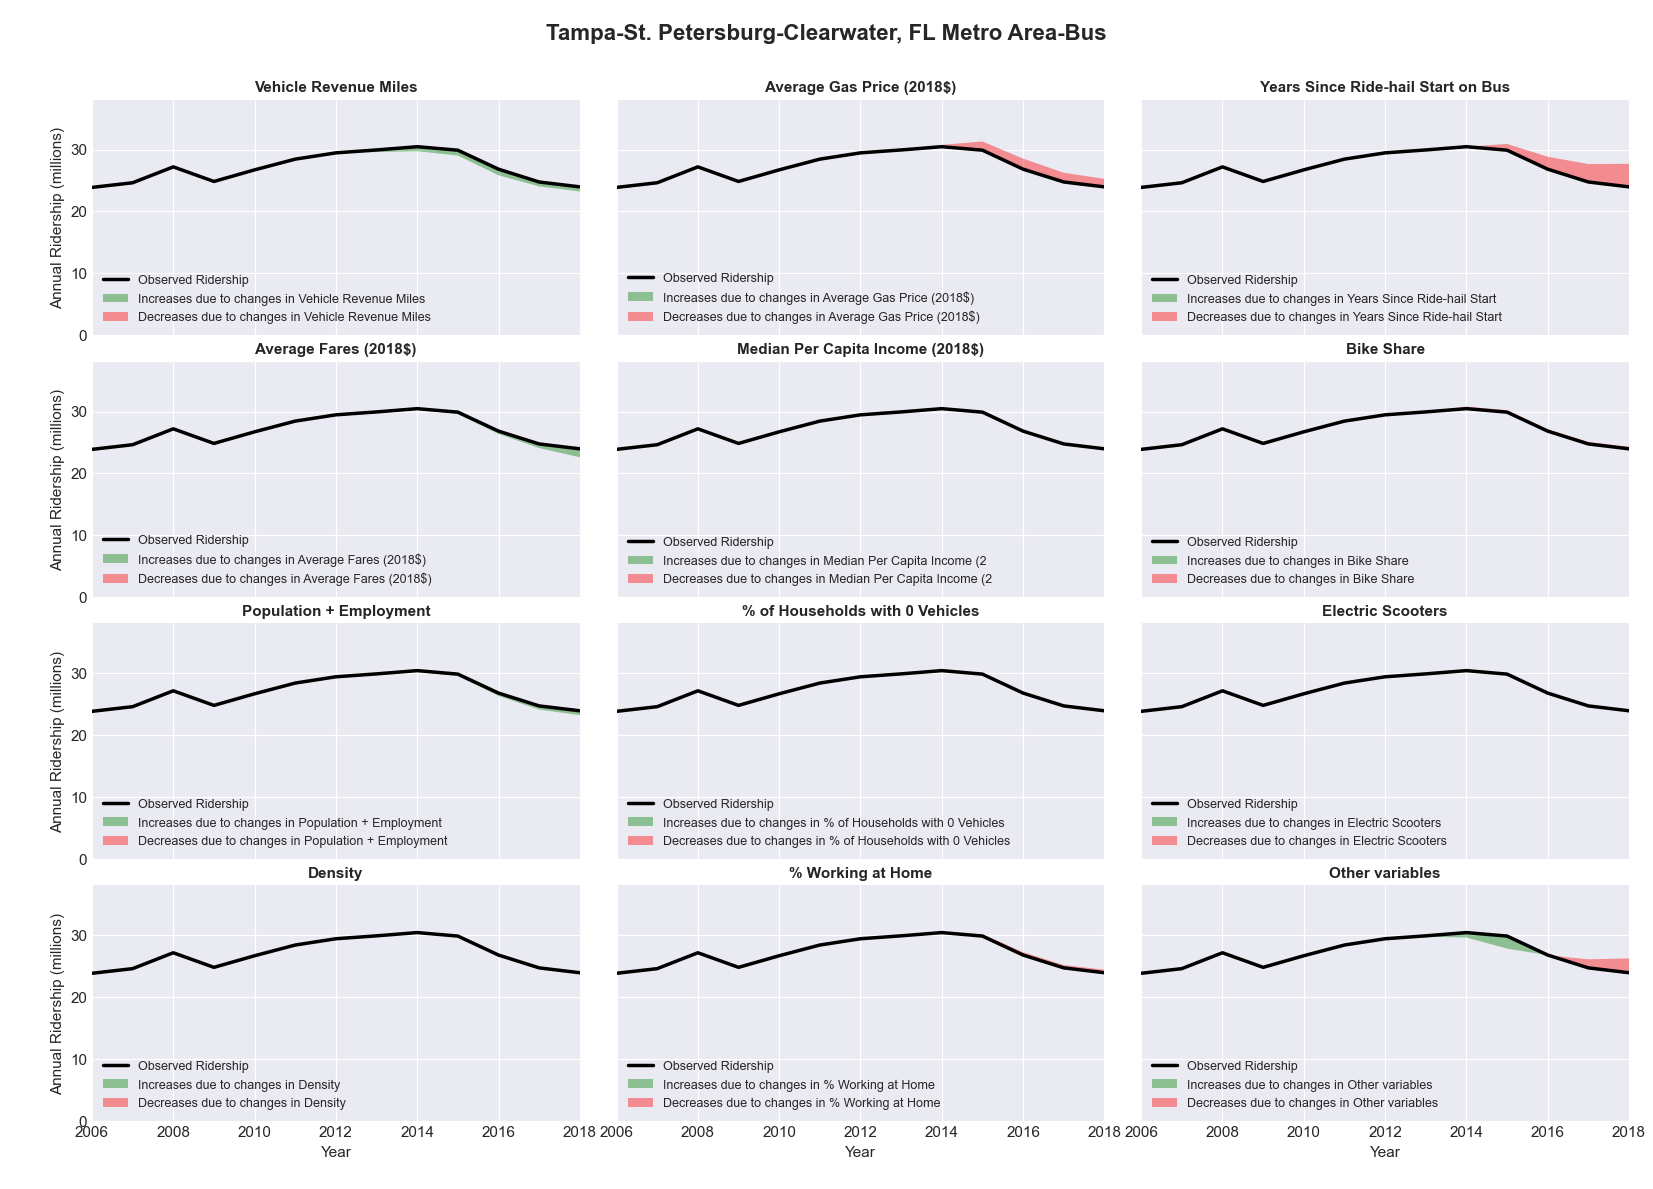 Tampa-St. Petersburg-Clearwater, FL Metro Area-Bus
Vehicle Revenue Miles
Annual Ridership (millions)
30
20
10
0
Observed Ridership
Increases due to changes in Vehicle Revenue Miles
Decreases due to changes in Vehicle Revenue Miles
Average Gas Price (2018$)
Observed Ridership
Increases due to changes in Average Gas Price (2018$)
Decreases due to changes in Average Gas Price (2018$)
Years Since Ride-hail Start on Bus
Observed Ridership
Increases due to changes in Years Since Ride-hail Start
Decreases due to changes in Years Since Ride-hail Start
Average Fares (2018$)
Annual Ridership (millions)
30
20
10
0
Observed Ridership
Increases due to changes in Average Fares (2018$)
Decreases due to changes in Average Fares (2018$)
Median Per Capita Income (2018$)
Observed Ridership
Increases due to changes in Median Per Capita Income (2
Decreases due to changes in Median Per Capita Income (2
Bike Share
Observed Ridership
Increases due to changes in Bike Share
Decreases due to changes in Bike Share
Population + Employment
Annual Ridership (millions)
30
20
10
0
Observed Ridership
Increases due to changes in Population + Employment
Decreases due to changes in Population + Employment
% of Households with 0 Vehicles
Observed Ridership
Increases due to changes in % of Households with 0 Vehicles
Decreases due to changes in % of Households with 0 Vehicles
Electric Scooters
Observed Ridership
Increases due to changes in Electric Scooters
Decreases due to changes in Electric Scooters
Density
Annual Ridership (millions)
30
20
10
0
Observed Ridership
Increases due to changes in Density
Decreases due to changes in Density
2006 2008 2010 2012 2014 2016 2018
Year
% Working at Home
Observed Ridership
Increases due to changes in % Working at Home
Decreases due to changes in % Working at Home
2006 2008 2010 2012 2014 2016 2018
Year
Other variables
Observed Ridership
Increases due to changes in Other variables
Decreases due to changes in Other variables
2006 2008 2010 2012 2014 2016 2018
Year